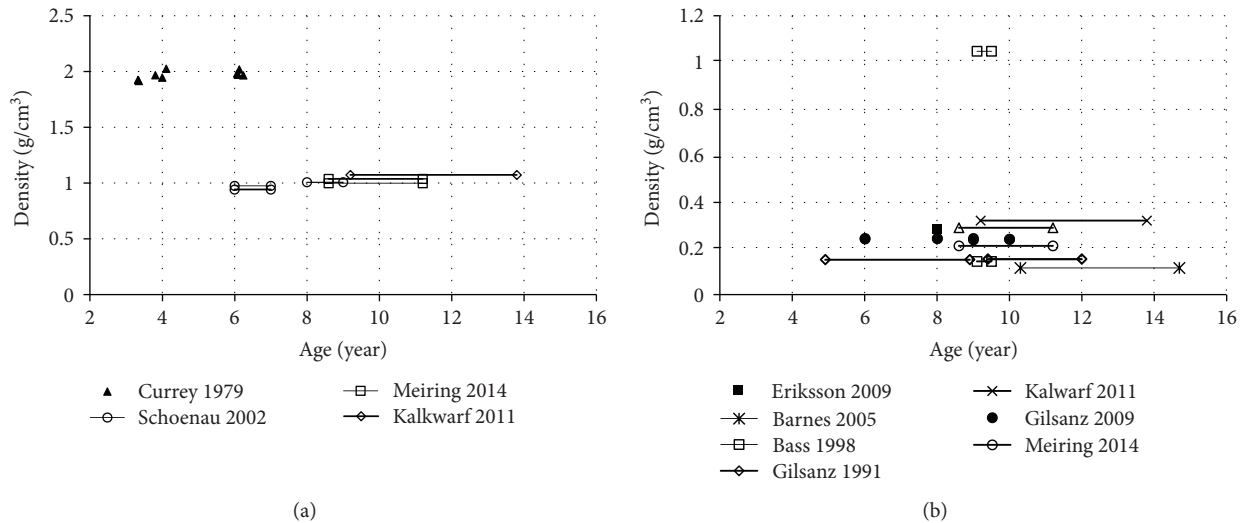 2.5
2
1.5
1
0.5
0
Density (g/cm³)
2 4 6 8 10 12 14 16
Age (year)
Currey 1979
Schoenau 2002
Meiring 2014
Kalkwarf 2011
(a)
1.2
1
0.8
0.6
0.4
0.2
0
Density (g/cm³)
2 4 6 8 10 12 14 16
Age (year)
Eriksson 2009
Barnes 2005
Bass 1998
Gilsanz 1991
Kalwarf 2011
Gilsanz 2009
Meiring 2014
(b)